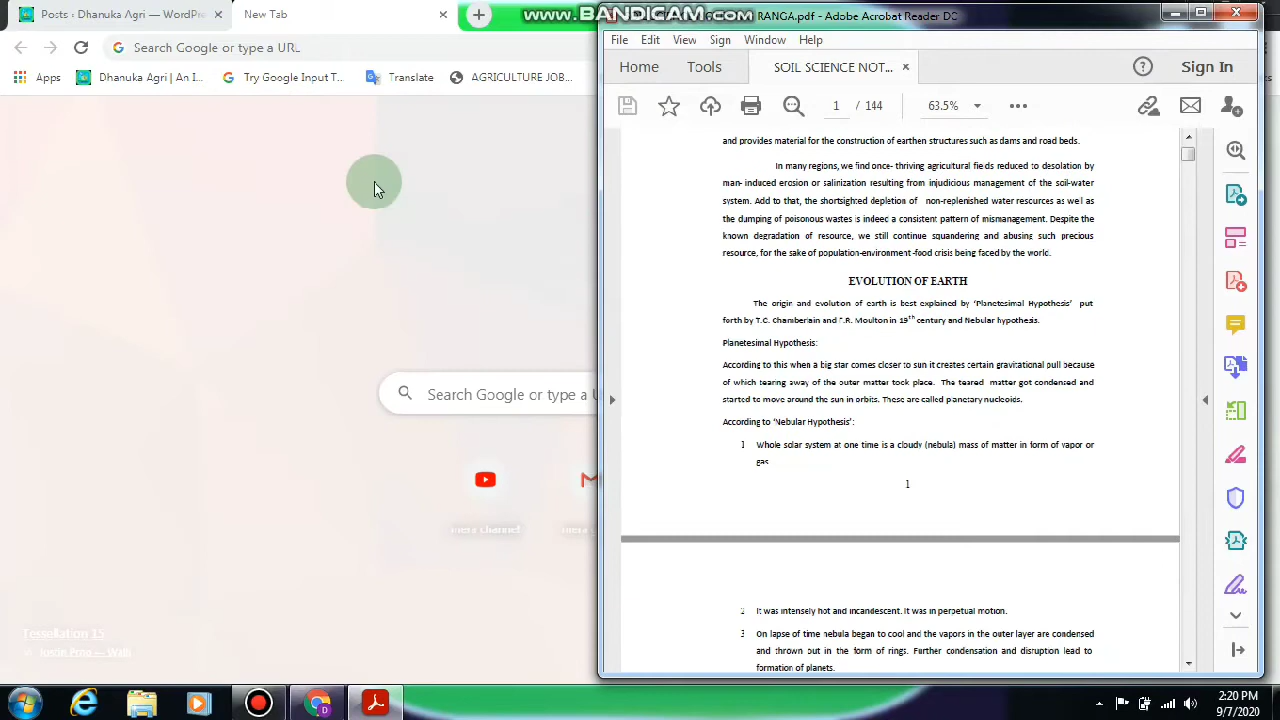 Posts ‹ Dhanuka Agri — WordPre
New Tab
www.BANDICAM.com
RANGA.pdf - Adobe Acrobat Reader DC
Search Google or type a URL
Apps
Dhanuka Agri | An I...
Try Google Input T...
Translate
AGRICULTURE JOB...
File Edit View Sign Window Help
Home Tools SOIL SCIENCE NOT... Sign In
1 / 144 63.5%
and provides material for the construction of earthen structures such as dams and road beds.
In many regions, we find once- thriving agricultural fields reduced to desolation by
man- induced erosion or salinization resulting from injudicious management of the soil-water
system. Add to that, the shortsighted depletion of non-replenished water resources as well as
the dumping of poisonous wastes is indeed a consistent pattern of mismanagement. Despite the
known degradation of resource, we still continue squandering and abusing such precious
resource, for the sake of population-environment -food crisis being faced by the world.
EVOLUTION OF EARTH
The origin and evolution of earth is best explained by ‘Planetesimal Hypothesis’ put
forth by T.C. Chamberlain and F.R. Moulton in 19th century and Nebular hypothesis.
Planetesimal Hypothesis:
According to this when a big star comes closer to sun it creates certain gravitational pull because
of which tearing away of the outer matter took place. The teared matter got condensed and
started to move around the sun in orbits. These are called planetary nucleoids.
According to ‘Nebular Hypothesis’:
1 Whole solar system at one time is a cloudy (nebula) mass of matter in form of vapor or
gas
1
2 It was intensely hot and incandescent. It was in perpetual motion.
3 On lapse of time nebula began to cool and the vapors in the outer layer are condensed
and thrown out in the form of rings. Further condensation and disruption lead to
formation of planets.
Search Google or type a U
mera channel
mera
Tessellation 15
Justin Prno — Walli
2:20 PM
9/7/2020